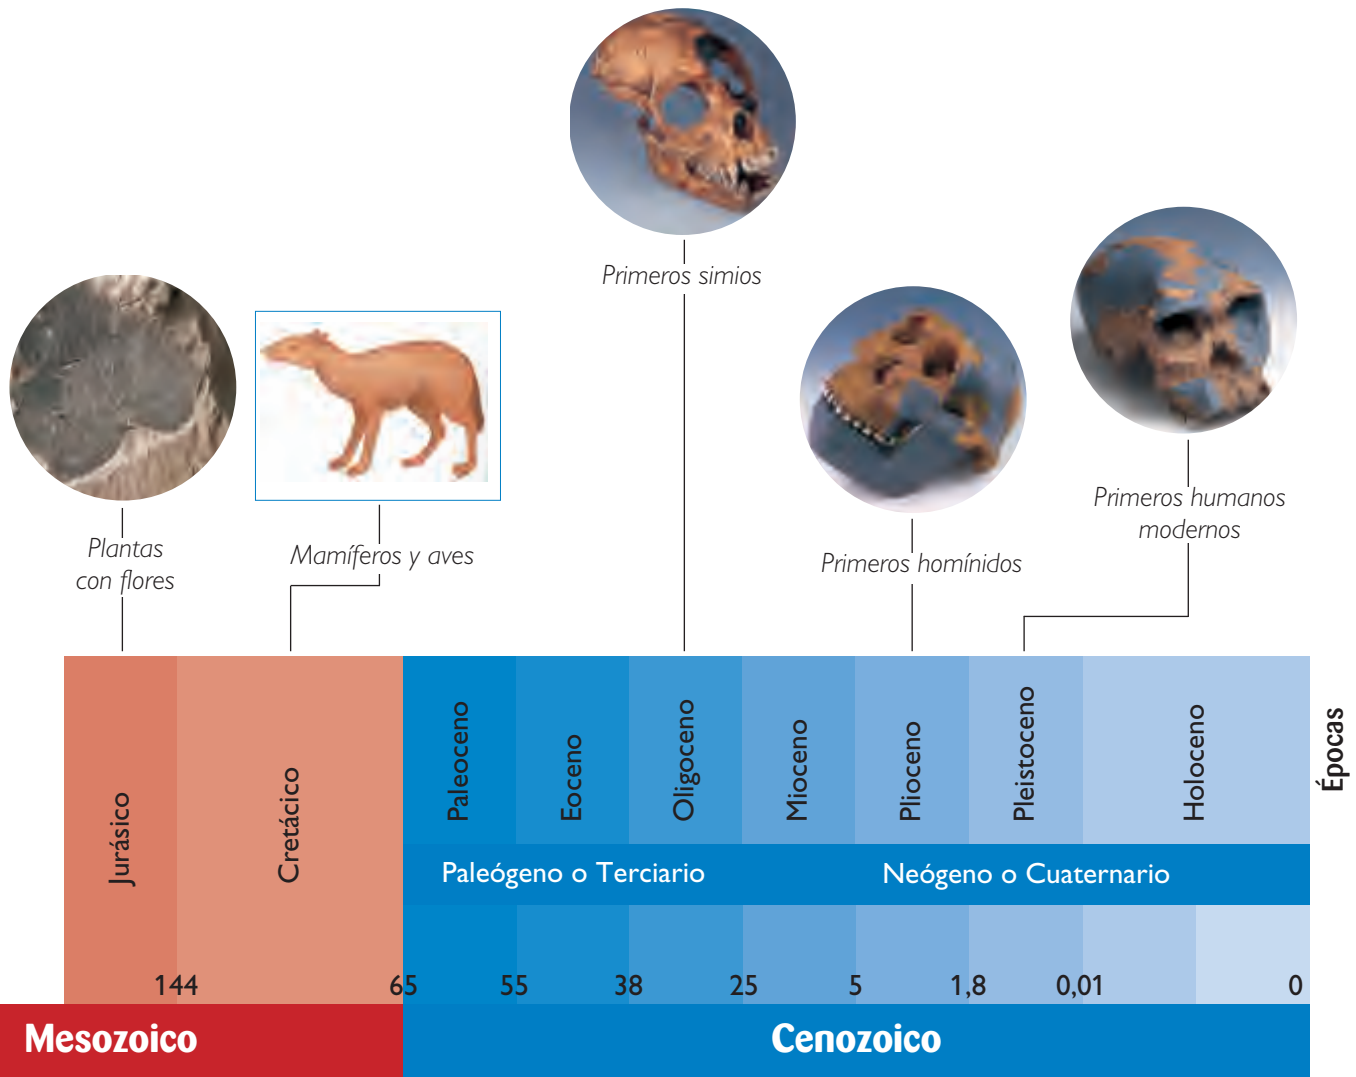 Primeros simios
Plantas
con flores
Mamíferos y aves
Primeros homínidos
Primeros humanos
modernos
Jurásico
Cretácico
Paleoceno
Eoceno
Oligoceno
Mioceno
Plioceno
Pleistoceno
Holoceno
Épocas
Paleógeno o Terciario
Neógeno o Cuaternario
144
65
55
38
25
5
1,8
0,01
0
Mesozoico
Cenozoico